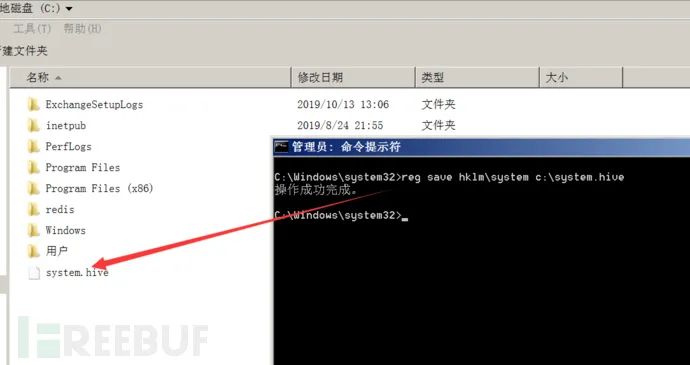 地磁盘 (C:)
工具(T) 帮助(H)
新建文件夹
名称 修改日期 类型 大小
ExchangeSetupLogs 2019/10/13 13:06 文件夹
inetpub 2019/8/24 21:55 文件夹
PerfLogs
Program Files
Program Files (x86)
redis
Windows
用户
system.hive
管理员: 命令提示符
C:\Windows\system32>reg save hklm\system c:\system.hive
操作成功完成。
C:\Windows\system32>_
FREEBUF